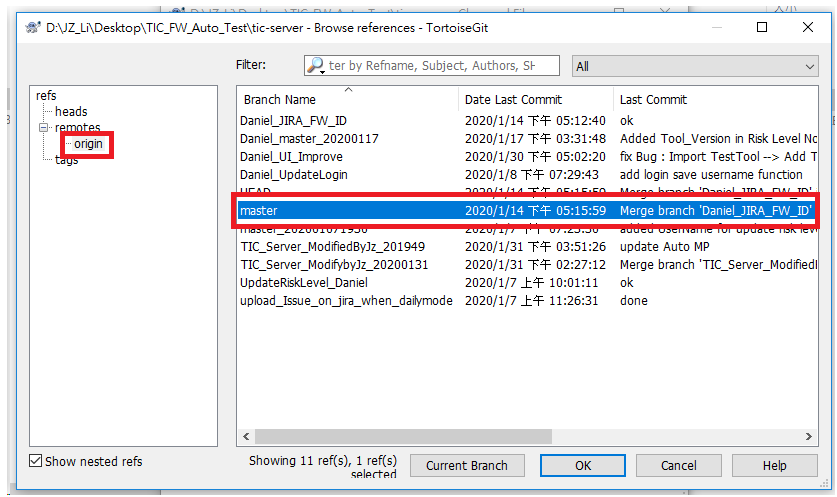 D:\JZ_Li\Desktop\TIC_FW_Auto_Test\tic-server - Browse references - TortoiseGit
Filter: ter by Refname, Subject, Authors, SH All
refs
heads
remotes
origin
tags
Branch Name Date Last Commit Last Commit
Daniel_JIRA_FW_ID 2020/1/14 下午 05:12:40 ok
Daniel_master_20200117 2020/1/17 下午 03:31:48 Added Tool_Version in Risk Level No
Daniel_UI_Improve 2020/1/30 下午 05:02:20 fix Bug : Import TestTool --> Add T
Daniel_UpdateLogin 2020/1/8 下午 07:29:43 add login save username function
HEAD 2020/1/14 下午 05:15:59 Merge branch 'Daniel_JIRA_FW_ID'
master 2020/1/14 下午 05:15:59 Merge branch 'Daniel_JIRA_FW_ID'
master_202001071936 2020/1/7 下午 07:23:50 added UserName for update risk leve
TIC_Server_ModifiedByJz_201949 2020/1/31 下午 03:51:26 update Auto MP
TIC_Server_ModifybyJz_20200131 2020/1/31 下午 02:27:12 Merge branch 'TIC_Server_Modified
UpdateRiskLevel_Daniel 2020/1/7 上午 10:01:11 ok
upload_Issue_on_jira_when_dailymode 2020/1/7 上午 11:26:31 done
Show nested refs
Showing 11 ref(s), 1 ref(s)
selected
Current Branch OK Cancel Help